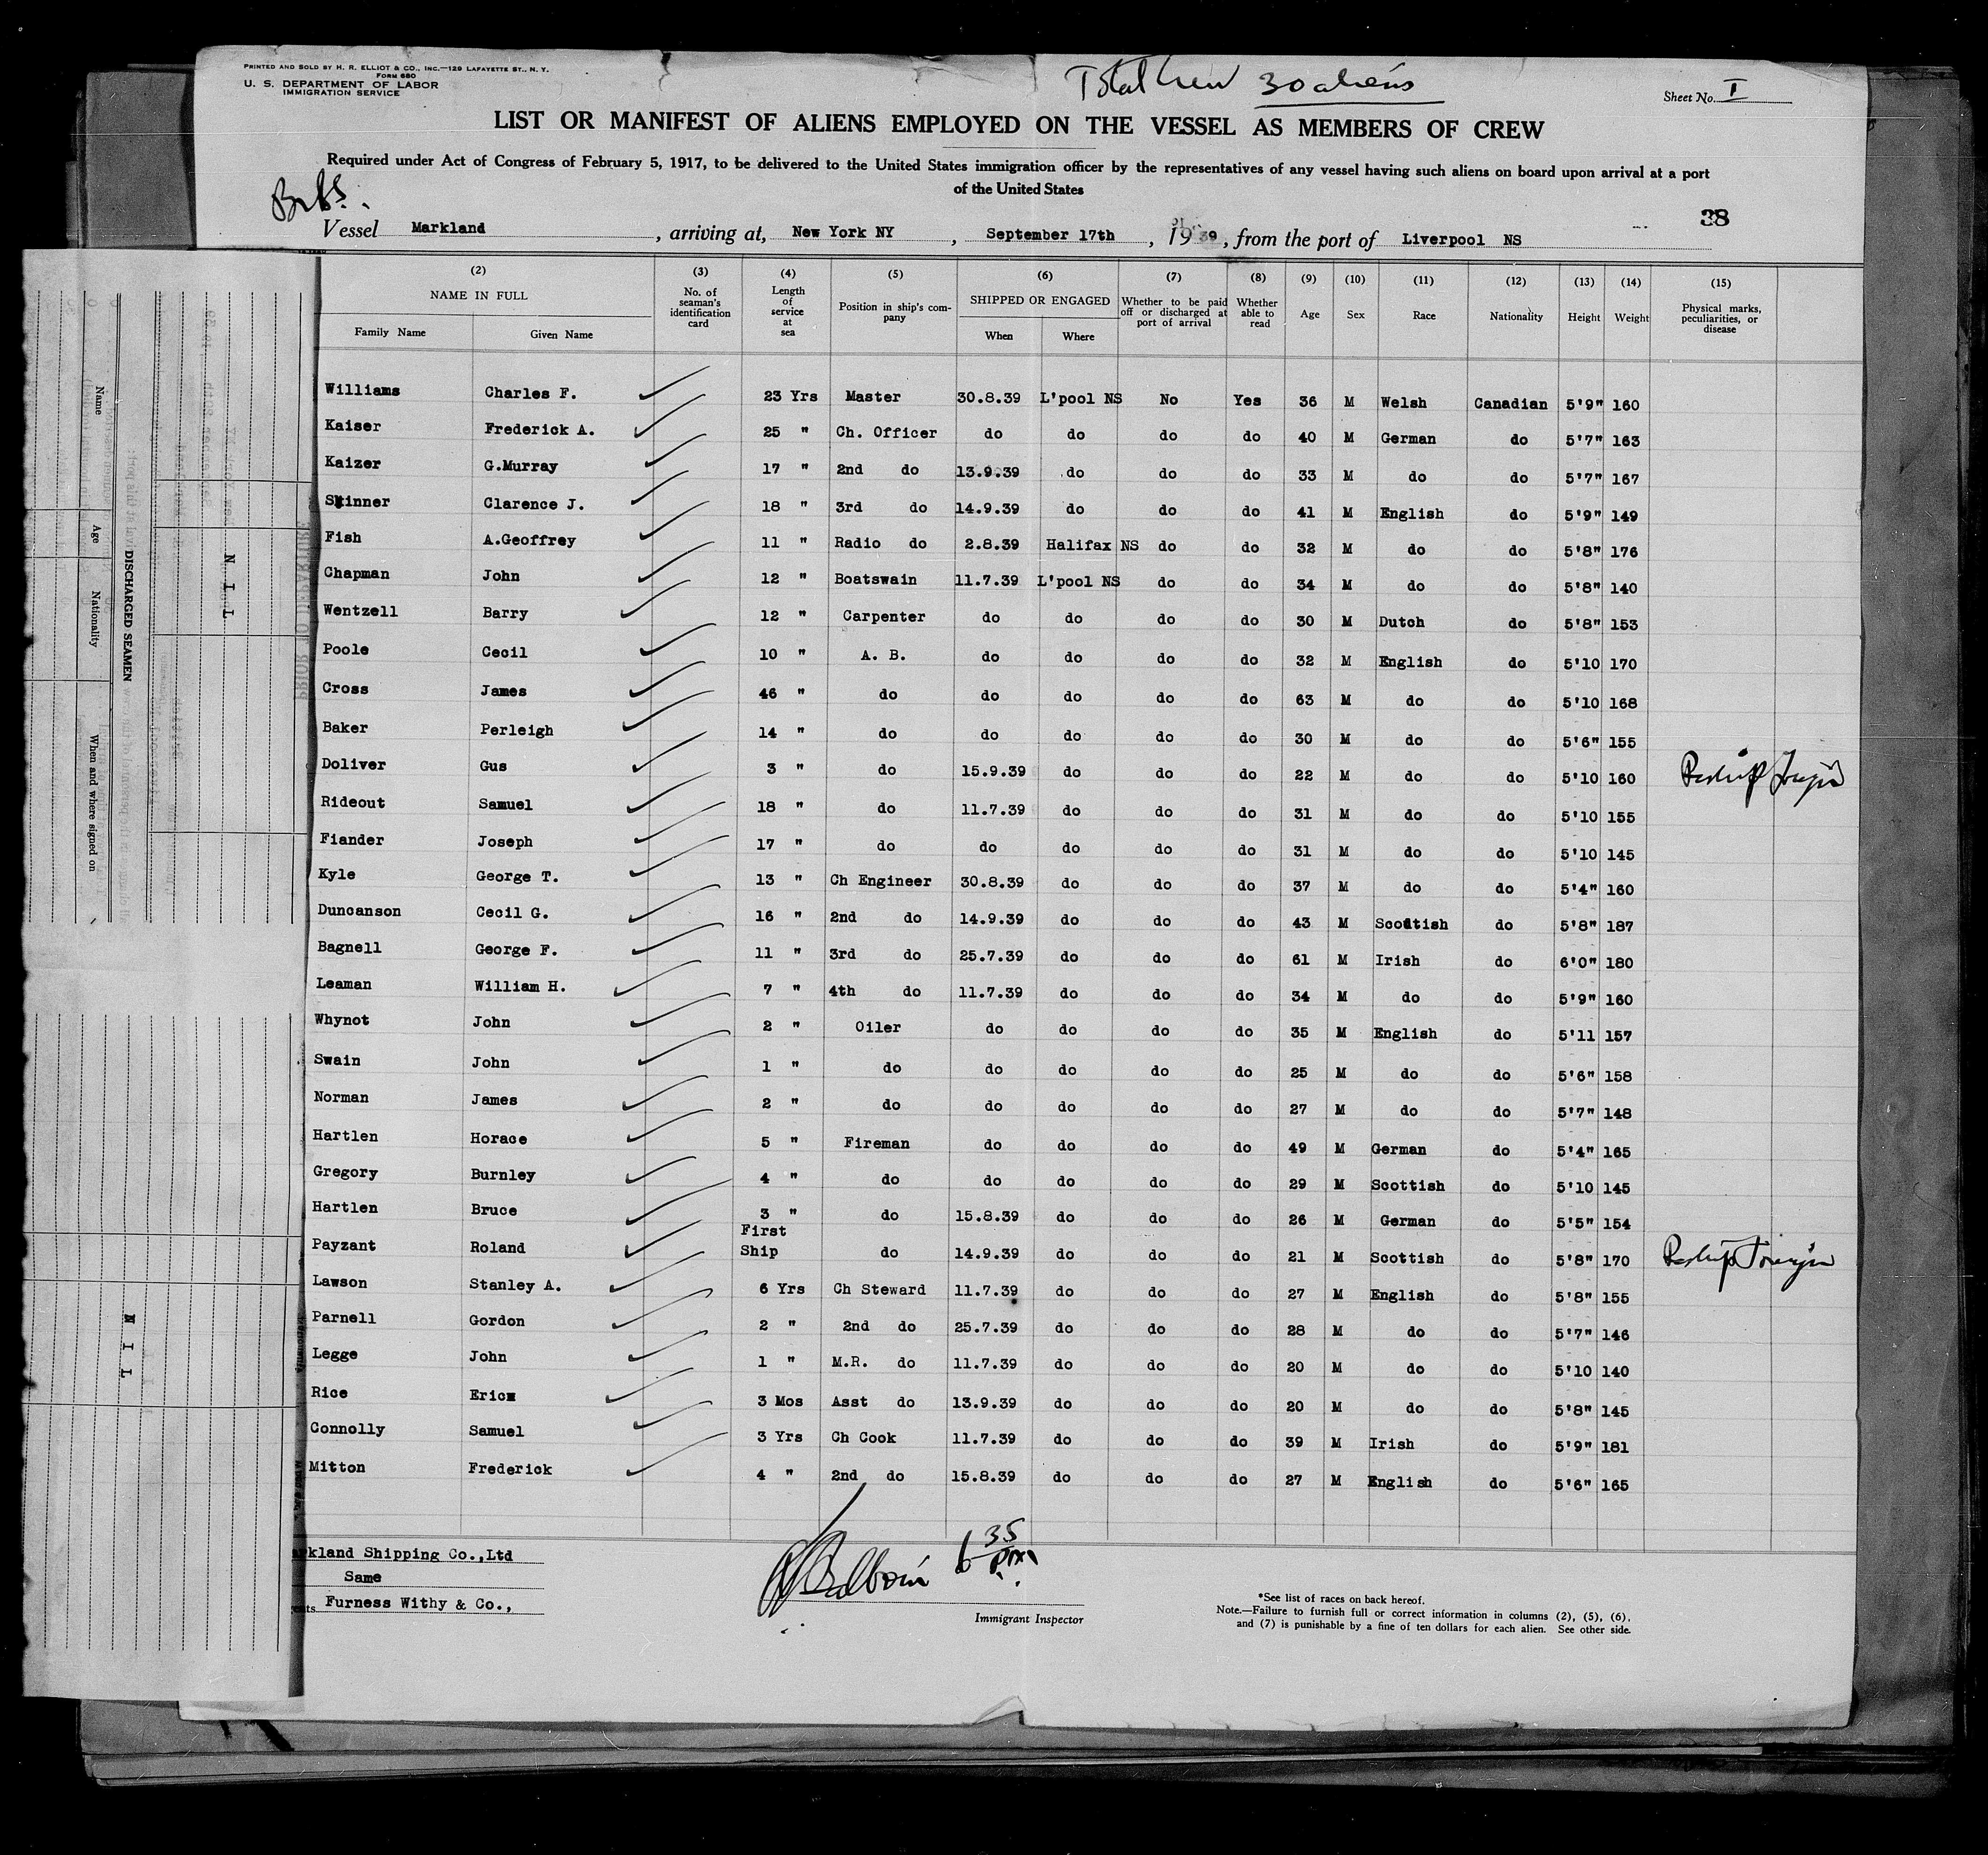 PRINTED AND SOLD BY H. R. ELLIOT & CO., INC.—129 LAFAYETTE ST., N. Y.
FORM 680
U. S. DEPARTMENT OF LABOR
IMMIGRATION SERVICE
Total Crew 30 aliens
Sheet No. I
LIST OR MANIFEST OF ALIENS EMPLOYED ON THE VESSEL AS MEMBERS OF CREW
Required under Act of Congress of February 5, 1917, to be delivered to the United States immigration officer by the representatives of any vessel having such aliens on board upon arrival at a port
of the United States
38
Vessel Markland, arriving at, New York NY, September 17th, 1939, from the port of Liverpool NS
(2) (3) (4) (5) (6) (7) (8) (9) (10) (11) (12) (13) (14) (15)
NAME IN FULL No. of seaman's identification card Length of service at sea Position in ship's company SHIPPED OR ENGAGED Whether to be paid off or discharged at port of arrival Whether able to read Age Sex Race Nationality Height Weight Physical marks, peculiarities, or disease
Family Name Given Name When Where
Williams Charles F. 23 Yrs Master 30.8.39 L'pool NS No Yes 36 M Welsh Canadian 5'9" 160
Kaiser Frederick A. 25 " Ch. Officer do do do do 40 M German do 5'7" 163
Kaizer G.Murray 17 " 2nd do 13.9.39 do do do 33 M do do 5'7" 167
Skinner Clarence J. 18 " 3rd do 14.9.39 do do do 41 M English do 5'9" 149
Fish A.Geoffrey 11 " Radio do 2.8.39 Halifax NS do do 32 M do do 5'8" 176
Chapman John 12 " Boatswain 11.7.39 L'pool NS do do 34 M do do 5'8" 140
Wentzell Barry 12 " Carpenter do do do do 30 M Dutch do 5'8" 153
Poole Cecil 10 " A. B. do do do do 32 M English do 5'10 170
Cross James 46 " do do do do do 63 M do do 5'10 168
Baker Perleigh 14 " do do do do do 30 M do do 5'6" 155
Doliver Gus 3 " do 15.9.39 do do do 22 M do do 5'10 160
Rideout Samuel 18 " do 11.7.39 do do do 31 M do do 5'10 155
Fiander Joseph 17 " do do do do do 31 M do do 5'10 145
Kyle George T. 13 " Ch Engineer 30.8.39 do do do 37 M do do 5'4" 160
Duncanson Cecil G. 16 " 2nd do 14.9.39 do do do 43 M Scottish do 5'8" 187
Bagnell George F. 11 " 3rd do 25.7.39 do do do 61 M Irish do 6'0" 180
Leaman William H. 7 " 4th do 11.7.39 do do do 34 M do do 5'9" 160
Whynot John 2 " Oiler do do do do 35 M English do 5'11 157
Swain John 1 " do do do do do 25 M do do 5'6" 158
Norman James 2 " do do do do do 27 M do do 5'7" 148
Hartlen Horace 5 " Fireman do do do do 49 M German do 5'4" 165
Gregory Burnley 4 " do do do do do 29 M Scottish do 5'10 145
Hartlen Bruce 3 " do 15.8.39 do do do 26 M German do 5'5" 154
Payzant Roland First Ship do 14.9.39 do do do 21 M Scottish do 5'8" 170
Lawson Stanley A. 6 Yrs Ch Steward 11.7.39 do do do 27 M English do 5'8" 155
Parnell Gordon 2 " 2nd do 25.7.39 do do do 28 M do do 5'7" 146
Legge John 1 " M.R. do 11.7.39 do do do 20 M do do 5'10 140
Rice Eric 3 Mos Asst do 13.9.39 do do do 20 M do do 5'8" 145
Connolly Samuel 3 Yrs Ch Cook 11.7.39 do do do 39 M Irish do 5'9" 181
Mitton Frederick 4 " 2nd do 15.8.39 do do do 27 M English do 5'6" 165
rkland Shipping Co.,Ltd
Same
Furness Withy & Co.,
6 35 pm
Immigrant Inspector
*See list of races on back hereof.
Note.—Failure to furnish full or correct information in columns (2), (5), (6),
and (7) is punishable by a fine of ten dollars for each alien. See other side.
DISCHARGED SEAMEN
Name
Age
Nationality
When and where signed on
N I L
N I L